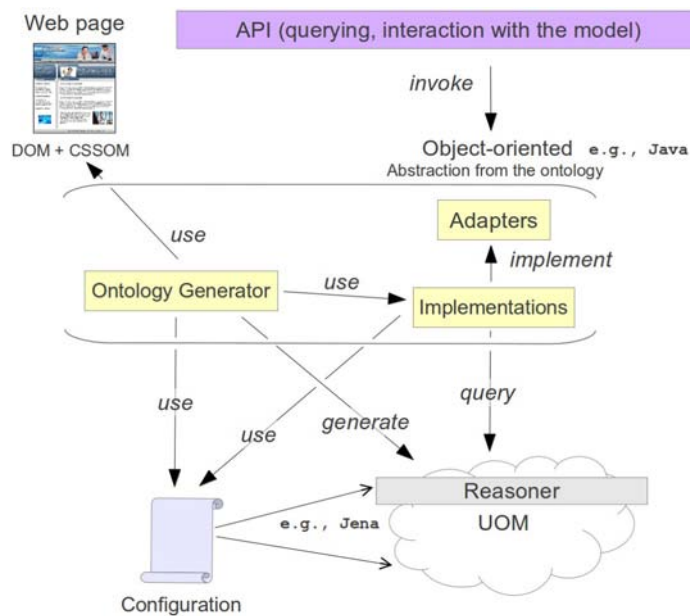 Web page
API (querying, interaction with the model)
invoke
DOM + CSSOM
Object-oriented e.g., Java
Abstraction from the ontology
use
Adapters
implement
Ontology Generator
use
Implementations
use
use
generate
query
Reasoner
e.g., Jena
UOM
Configuration